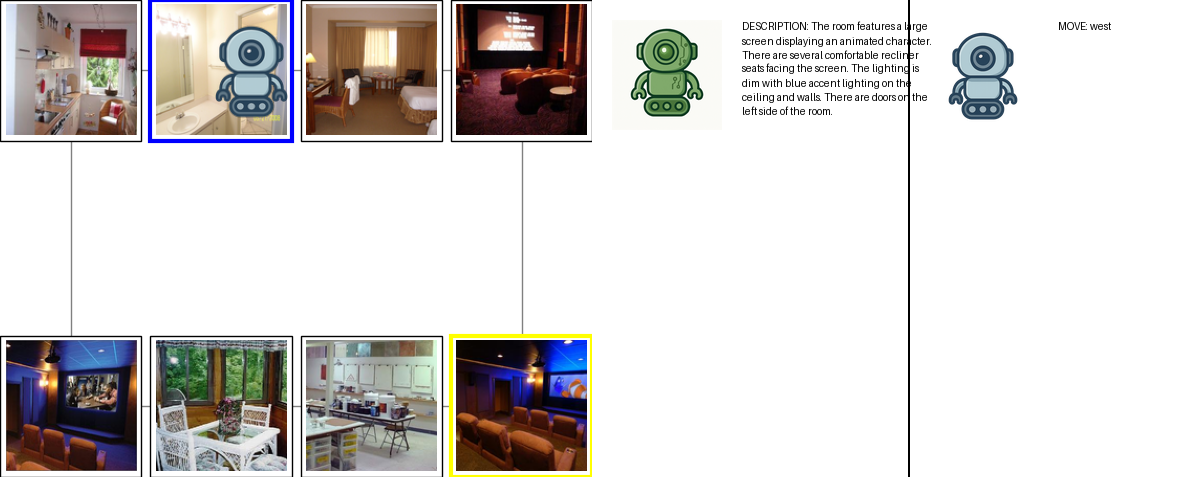 DESCRIPTION: The room features a large
screen displaying an animated character.
There are several comfortable recliner
seats facing the screen. The lighting is
dim with blue accent lighting on the
ceiling and walls. There are doors on the
left side of the room.
MOVE: west